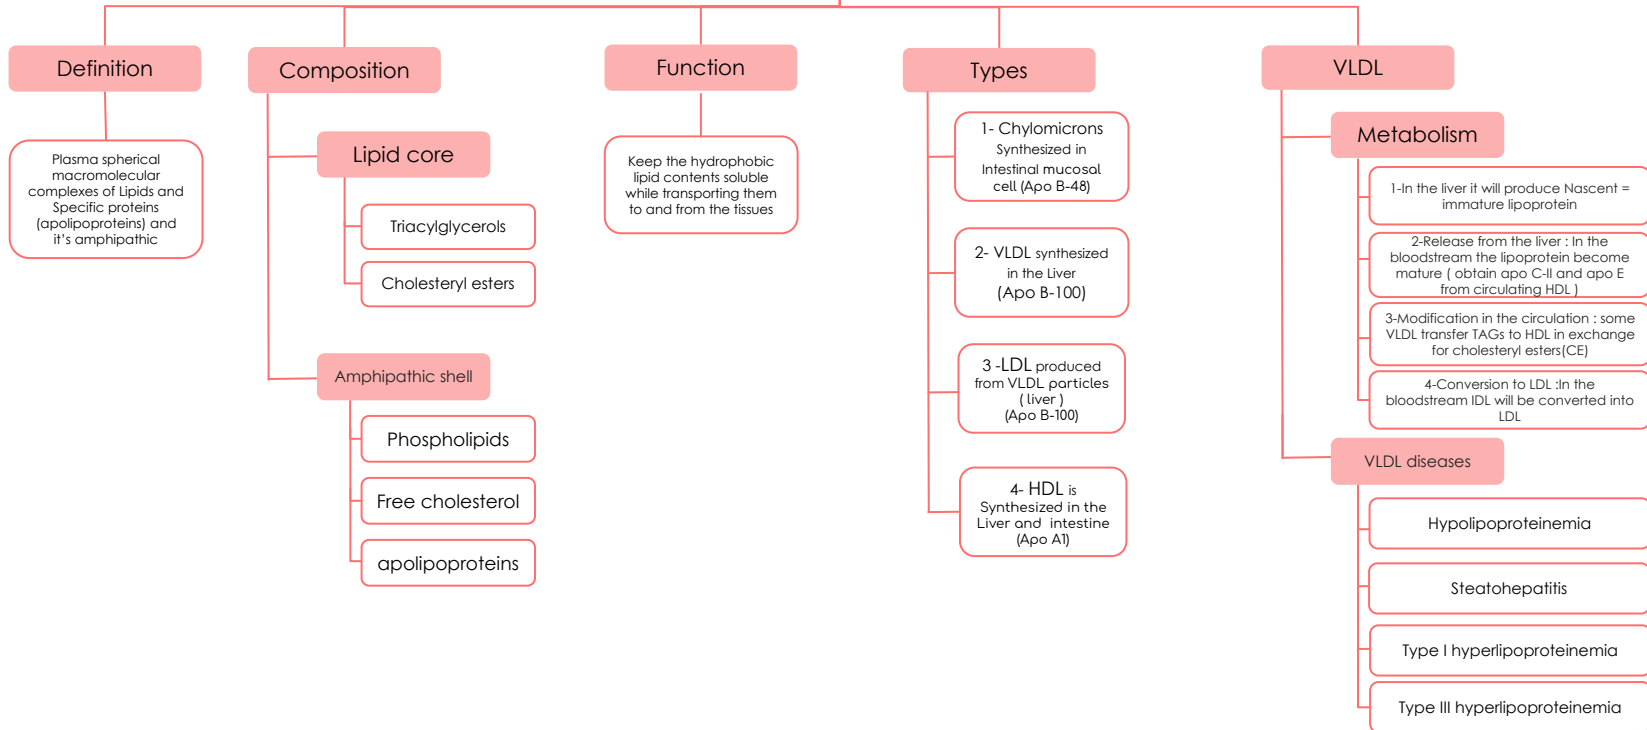 Definition
Plasma spherical
macromolecular
complexes of Lipids and
Specific proteins
(apolipoproteins) and
it's amphipathic
Composition
Lipid core
Triacylglycerols
Cholesteryl esters
Amphipathic shell
Phospholipids
Free cholesterol
apolipoproteins
Function
Keep the hydrophobic
lipid contents soluble
while transporting them
to and from the tissues
Types
1- Chylomicrons
Synthesized in
Intestinal mucosal
cell (Apo B-48)
2- VLDL synthesized
in the Liver
(Apo B-100)
3 -LDL produced
from VLDL particles
( liver )
(Apo B-100)
4- HDL is
Synthesized in the
Liver and intestine
(Apo A1)
VLDL
Metabolism
1-In the liver it will produce Nascent =
immature lipoprotein
2-Release from the liver : In the
bloodstream the lipoprotein become
mature ( obtain apo C-II and apo E
from circulating HDL )
3-Modification in the circulation : some
VLDL transfer TAGs to HDL in exchange
for cholesteryl esters(CE)
4-Conversion to LDL :In the
bloodstream IDL will be converted into
LDL
VLDL diseases
Hypolipoproteinemia
Steatohepatitis
Type I hyperlipoproteinemia
Type III hyperlipoproteinemia